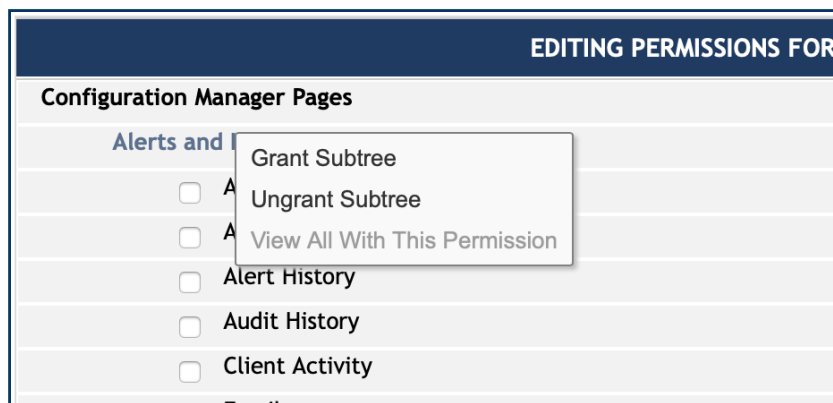 EDITING PERMISSIONS FOR
Configuration Manager Pages
Alerts and
Grant Subtree
Ungrant Subtree
View All With This Permission
Alert History
Audit History
Client Activity